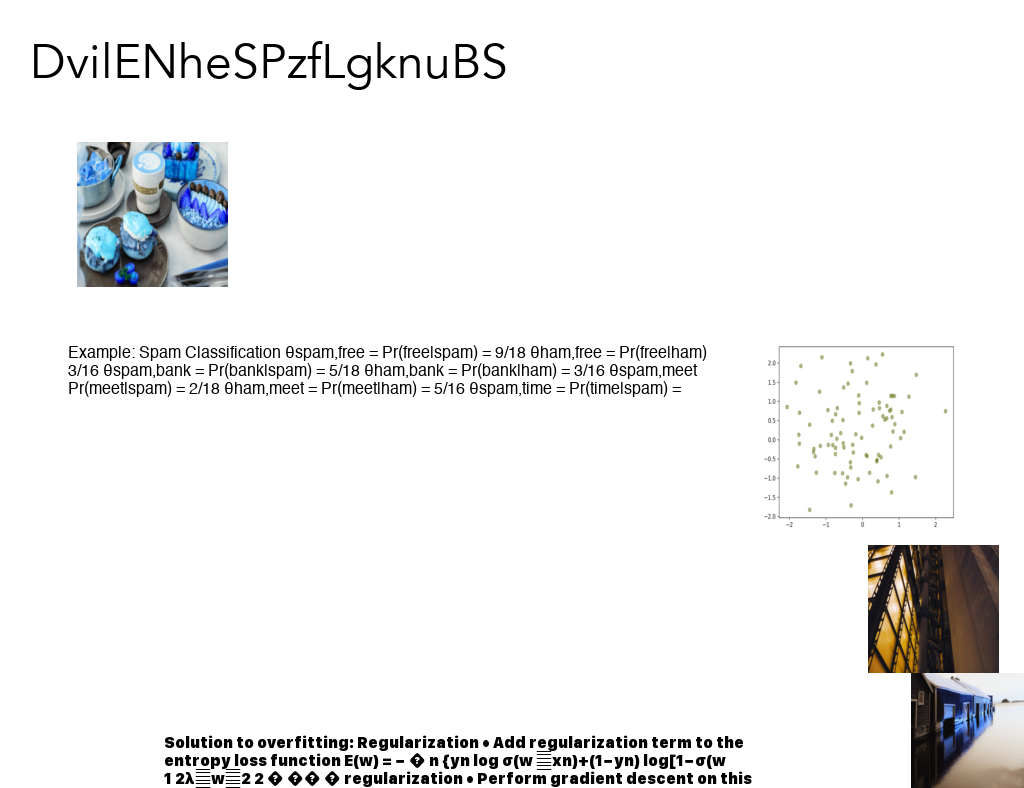 DvilENheSPzfLgknuBS
Example: Spam Classification θspam,free = Pr(free|spam) = 9/18 θham,free = Pr(free|ham)
3/16 θspam,bank = Pr(bank|spam) = 5/18 θham,bank = Pr(bank|ham) = 3/16 θspam,meet
Pr(meet|spam) = 2/18 θham,meet = Pr(meet|ham) = 5/16 θspam,time = Pr(time|spam) =
2.0
1.5
1.0
0.5
0.0
−0.5
−1.0
−1.5
−2.0
−2 −1 0 1 2
Solution to overfitting: Regularization • Add regularization term to the
entropy loss function E(w) = − � n {yn log σ(w xn)+(1−yn) log[1−σ(w
1 2λ w 2 2 � �� � regularization • Perform gradient descent on this